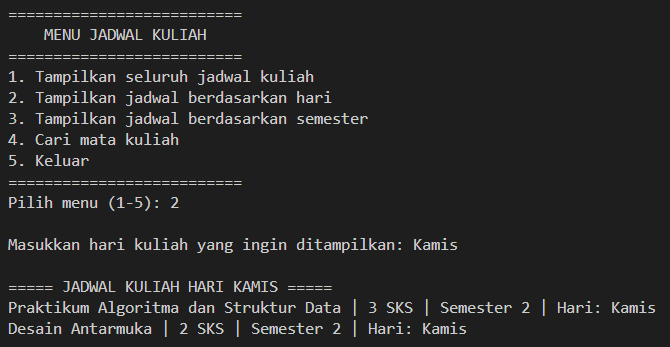 ==========================
    MENU JADWAL KULIAH
==========================
1. Tampilkan seluruh jadwal kuliah
2. Tampilkan jadwal berdasarkan hari
3. Tampilkan jadwal berdasarkan semester
4. Cari mata kuliah
5. Keluar
==========================
Pilih menu (1-5): 2

Masukkan hari kuliah yang ingin ditampilkan: Kamis

===== JADWAL KULIAH HARI KAMIS =====
Praktikum Algoritma dan Struktur Data | 3 SKS | Semester 2 | Hari: Kamis
Desain Antarmuka | 2 SKS | Semester 2 | Hari: Kamis